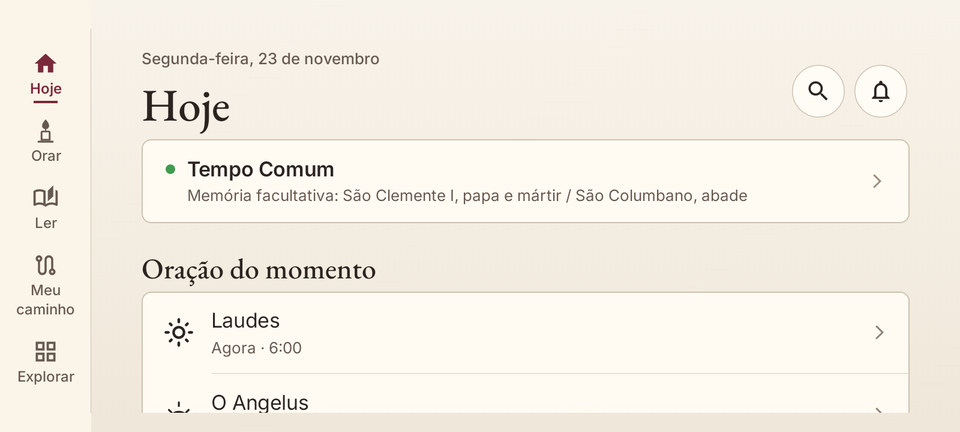 Hoje
Orar
Ler
Meu
caminho
Explorar
Segunda-feira, 23 de novembro
Hoje
Tempo Comum
Memória facultativa: São Clemente I, papa e mártir / São Columbano, abade
Oração do momento
Laudes
Agora · 6:00
O Angelus